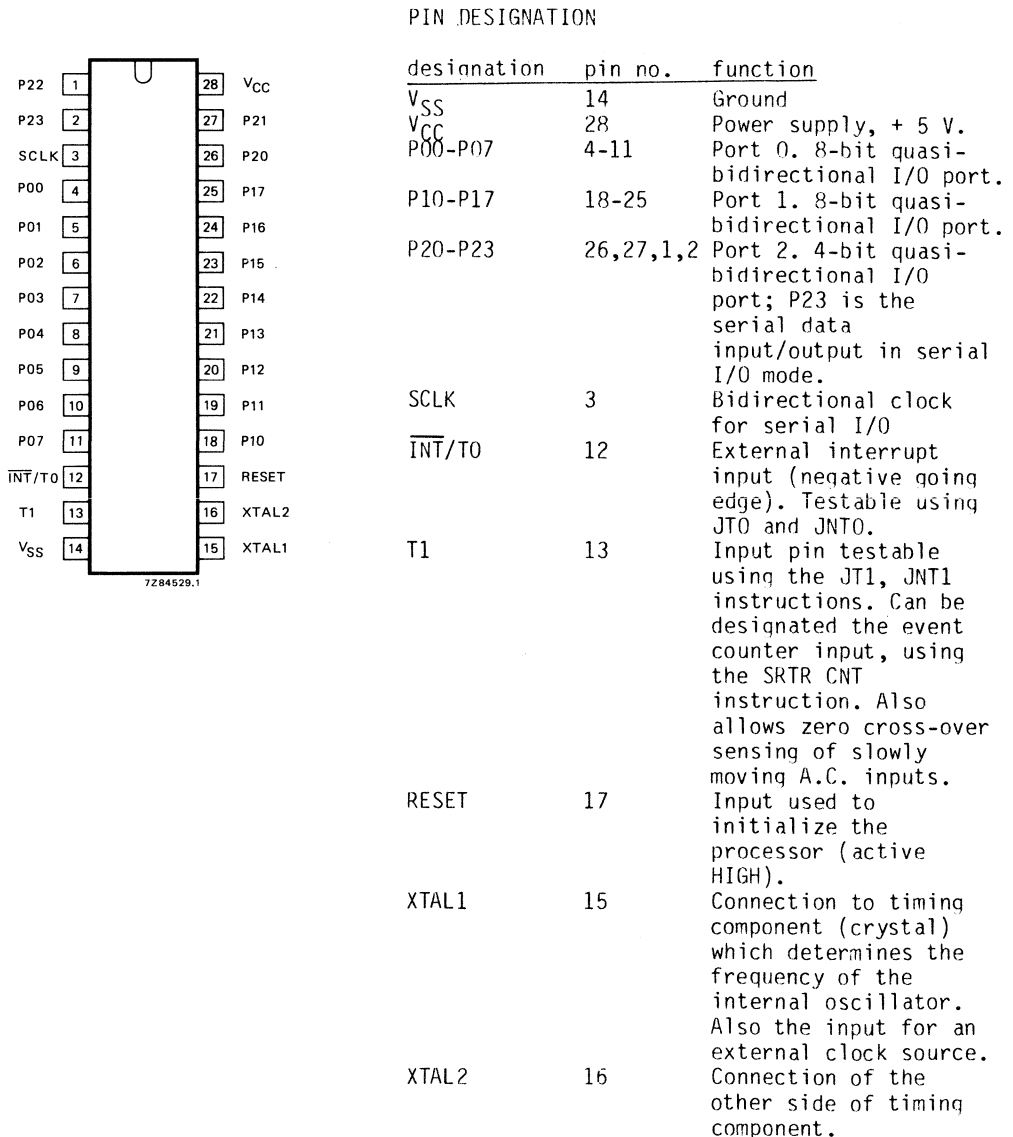 PIN DESIGNATION
P22 1 28 VCC
P23 2 27 P21
SCLK 3 26 P20
P00 4 25 P17
P01 5 24 P16
P02 6 23 P15
P03 7 22 P14
P04 8 21 P13
P05 9 20 P12
P06 10 19 P11
P07 11 18 P10
INT/T0 12 17 RESET
T1 13 16 XTAL2
VSS 14 15 XTAL1
7Z84529.1
designation pin no. function
VSS 14 Ground
VCC 28 Power supply, + 5 V.
P00-P07 4-11 Port 0. 8-bit quasi-
bidirectional I/O port.
P10-P17 18-25 Port 1. 8-bit quasi-
bidirectional I/O port.
P20-P23 26,27,1,2 Port 2. 4-bit quasi-
bidirectional I/O
port; P23 is the
serial data
input/output in serial
I/O mode.
SCLK 3 Bidirectional clock
for serial I/O
INT/T0 12 External interrupt
input (negative going
edge). Testable using
JT0 and JNT0.
T1 13 Input pin testable
using the JT1, JNT1
instructions. Can be
designated the event
counter input, using
the SRTR CNT
instruction. Also
allows zero cross-over
sensing of slowly
moving A.C. inputs.
RESET 17 Input used to
initialize the
processor (active
HIGH).
XTAL1 15 Connection to timing
component (crystal)
which determines the
frequency of the
internal oscillator.
Also the input for an
external clock source.
XTAL2 16 Connection of the
other side of timing
component.